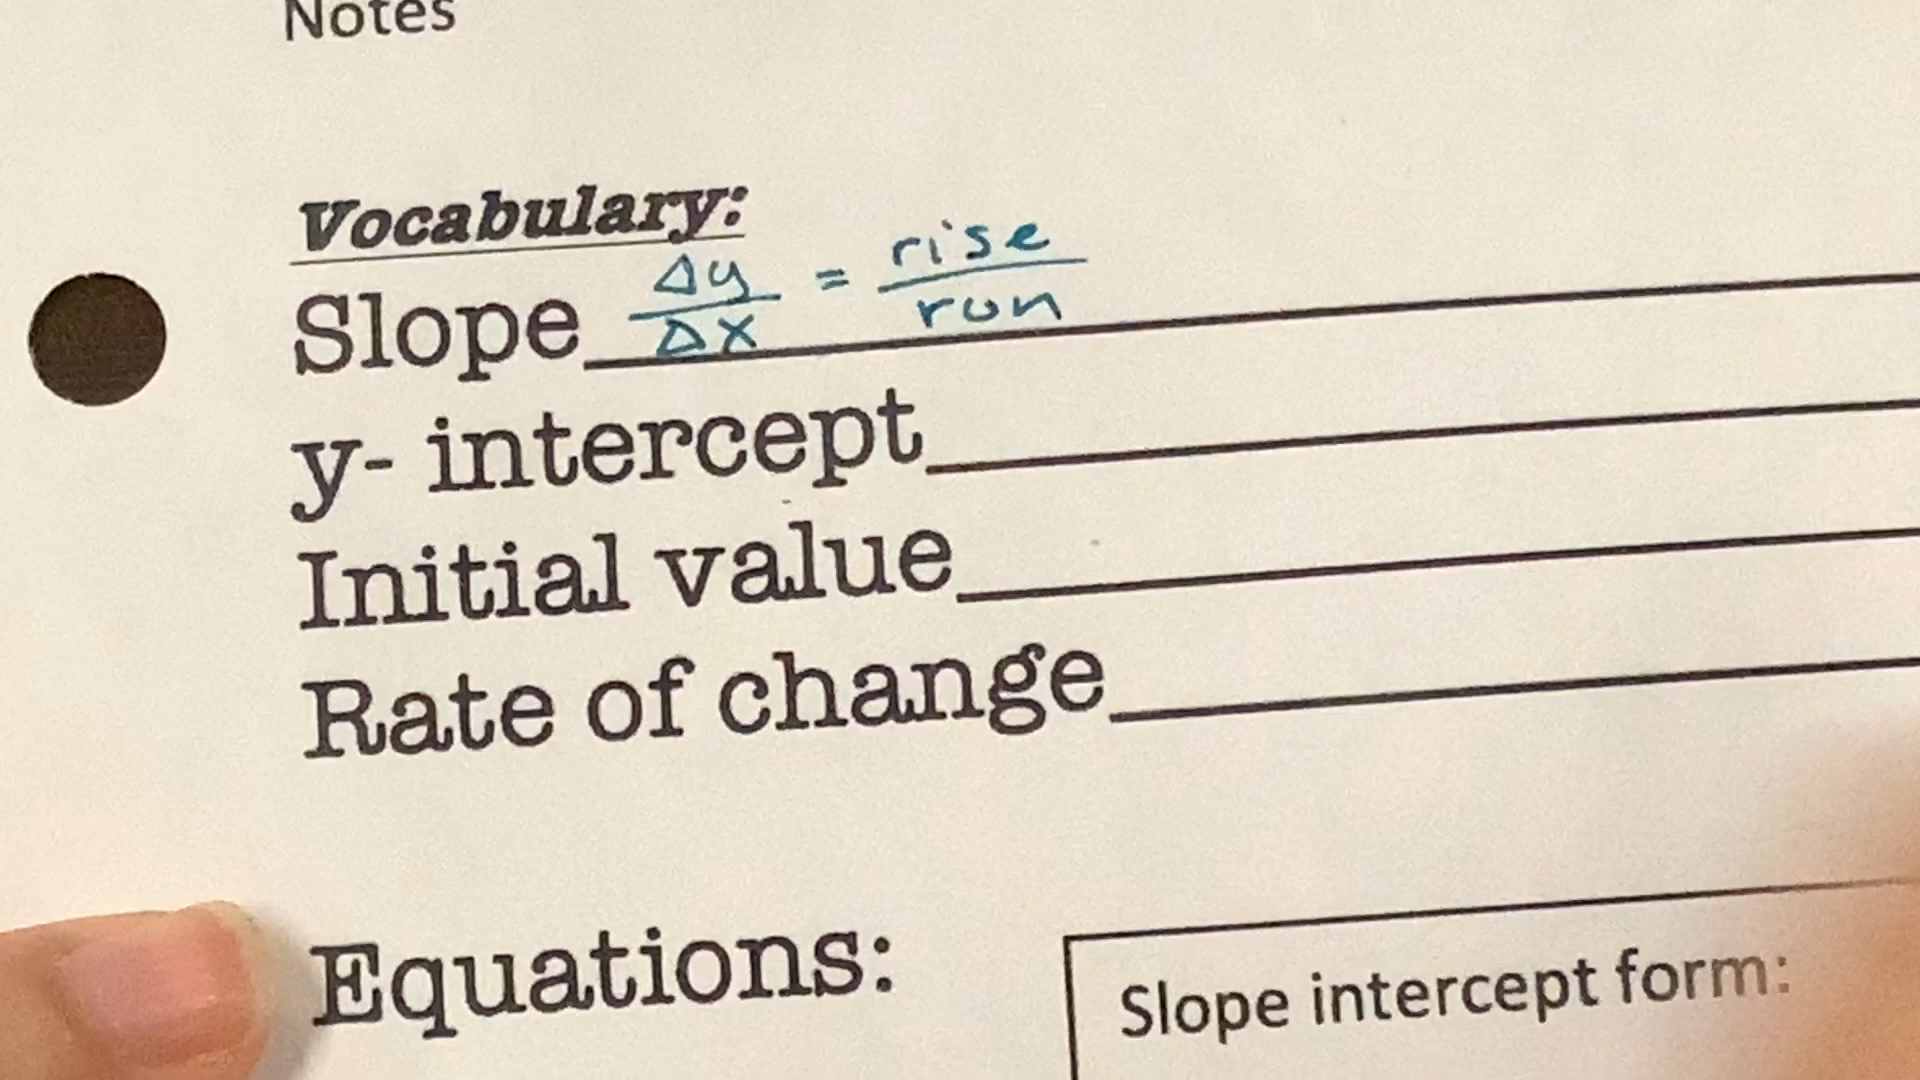 Notes
Vocabulary:
Slope Δy/Δx = rise/run
y- intercept
Initial value
Rate of change
Equations:
Slope intercept form: